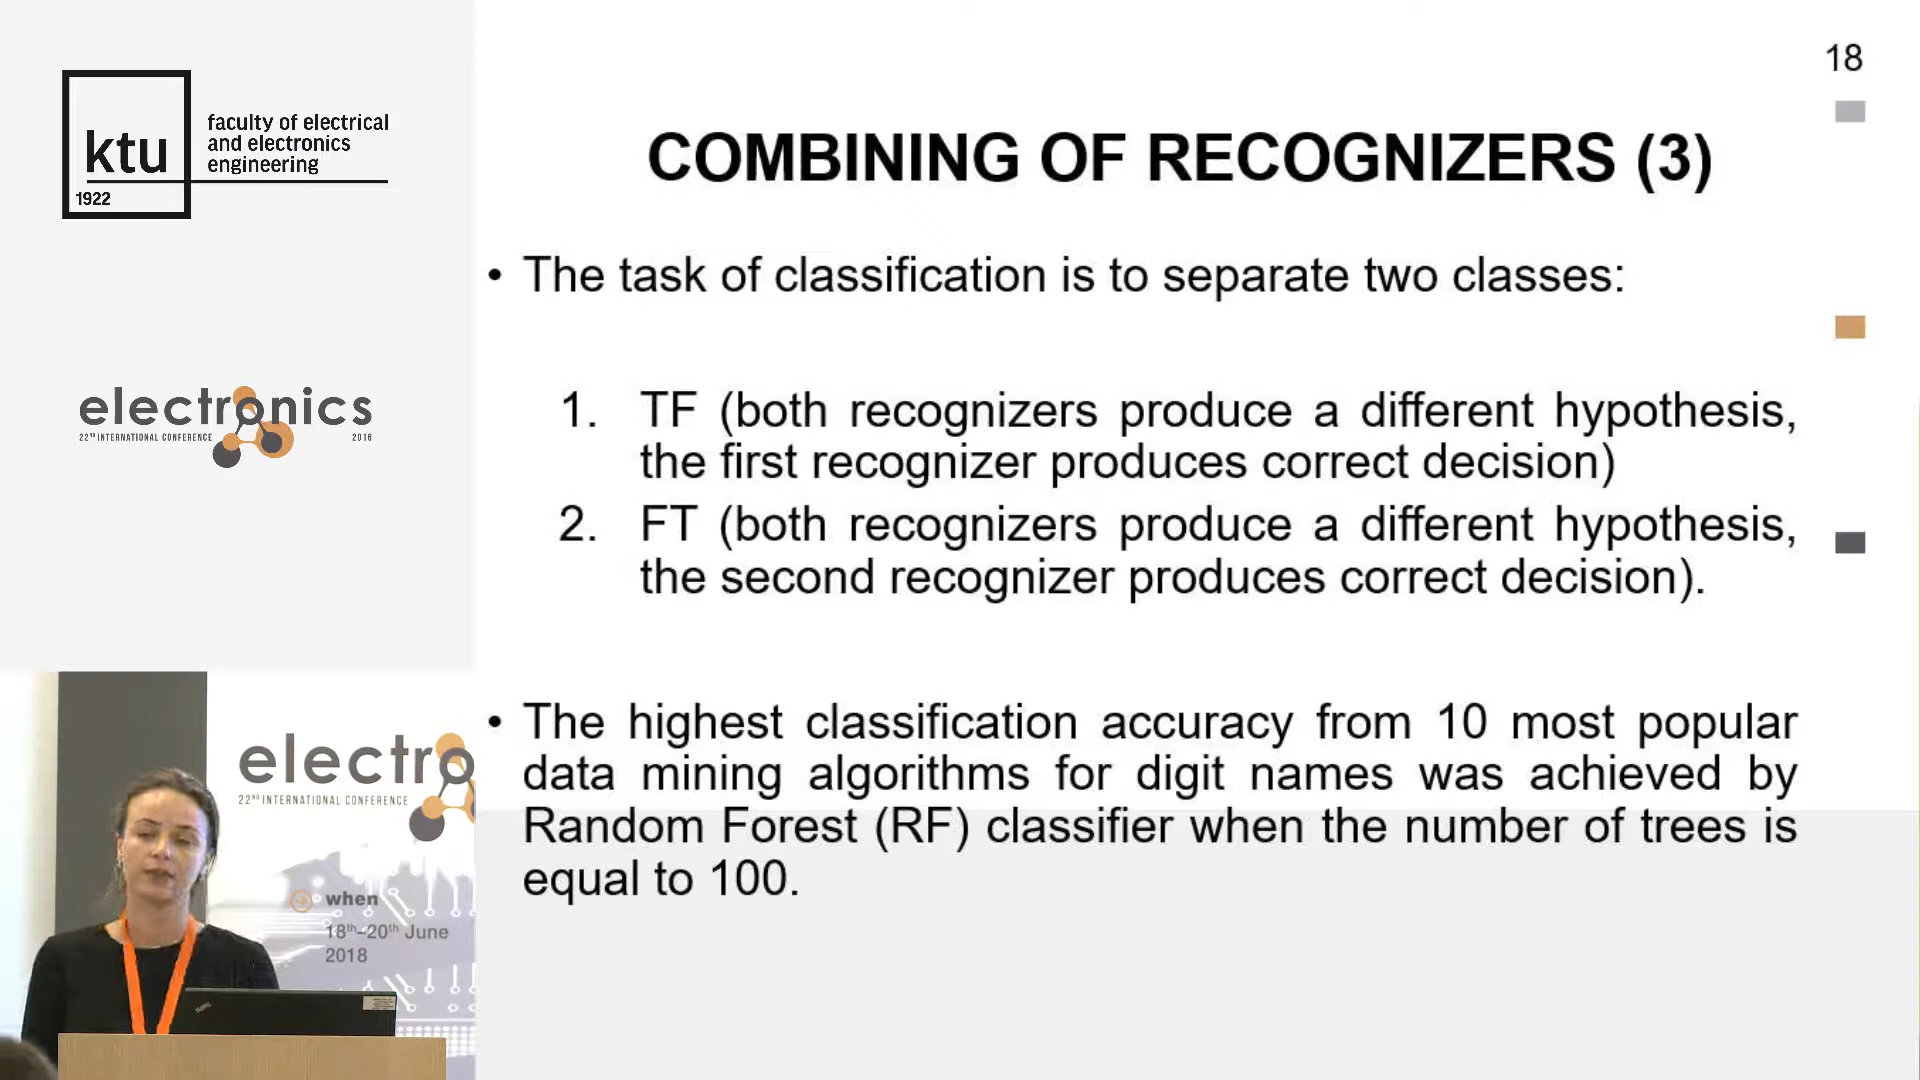 18
ktu
1922
faculty of electrical
and electronics
engineering
COMBINING OF RECOGNIZERS (3)
• The task of classification is to separate two classes:
1. TF (both recognizers produce a different hypothesis,
the first recognizer produces correct decision)
2. FT (both recognizers produce a different hypothesis,
the second recognizer produces correct decision).
• The highest classification accuracy from 10 most popular
data mining algorithms for digit names was achieved by
Random Forest (RF) classifier when the number of trees is
equal to 100.
electronics
22ND INTERNATIONAL CONFERENCE 2018
electro
22ND INTERNATIONAL CONFERENCE
when
18th–20th June
2018